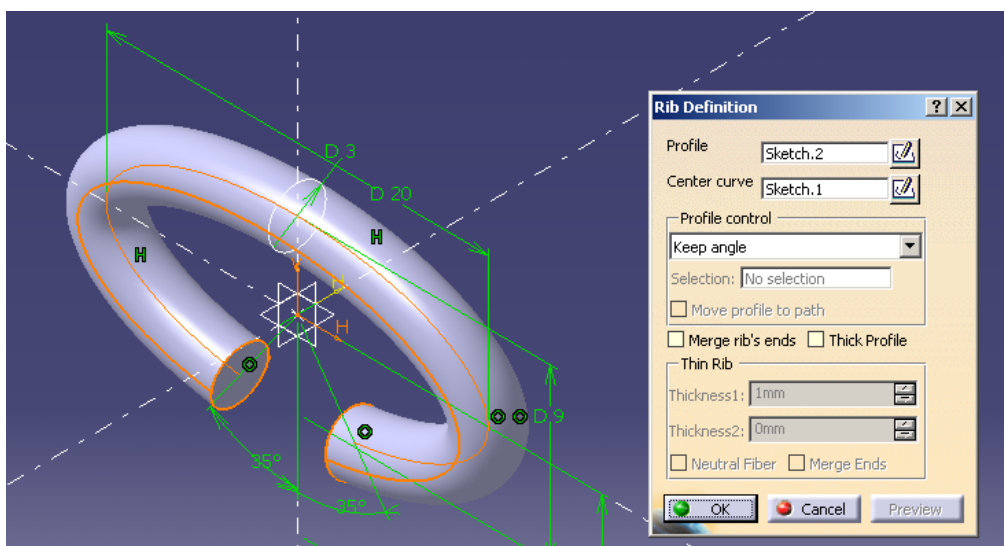 D 3
D 20
H
H
N
H
D 9
35°
35°
Rib Definition
?
Profile
Sketch.2
Center curve
Sketch.1
Profile control
Keep angle
Selection:
No selection
Move profile to path
Merge rib's ends
Thick Profile
Thin Rib
Thickness1:
1mm
Thickness2:
0mm
Neutral Fiber
Merge Ends
OK
Cancel
Preview